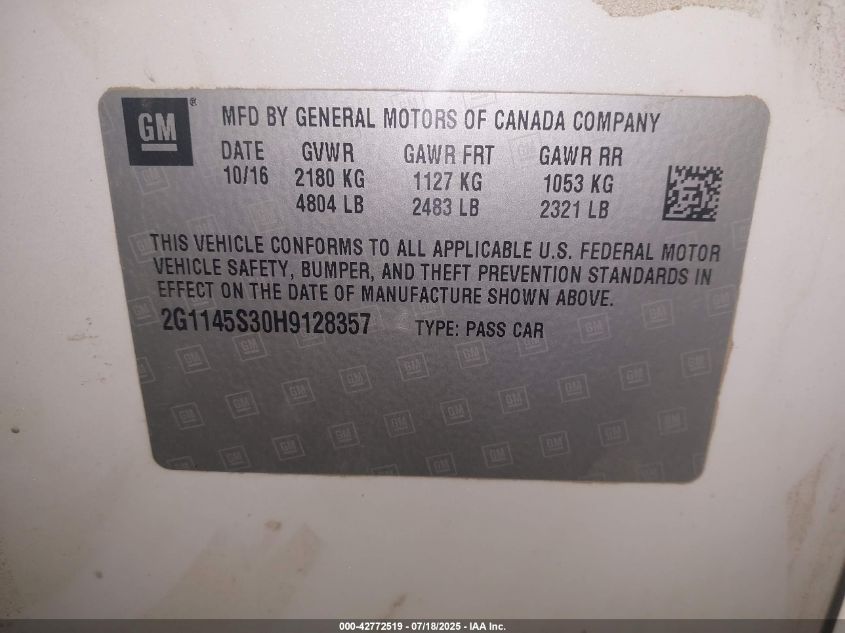 GM ® MFD BY GENERAL MOTORS OF CANADA COMPANY
DATE GVWR GAWR FRT GAWR RR
10/16 2180 KG 1127 KG 1053 KG
4804 LB 2483 LB 2321 LB
THIS VEHICLE CONFORMS TO ALL APPLICABLE U.S. FEDERAL MOTOR
VEHICLE SAFETY, BUMPER, AND THEFT PREVENTION STANDARDS IN
EFFECT ON THE DATE OF MANUFACTURE SHOWN ABOVE.
2G1145S30H9128357 TYPE: PASS CAR
000-42772519 / 07/18/2025 - IAA Inc.